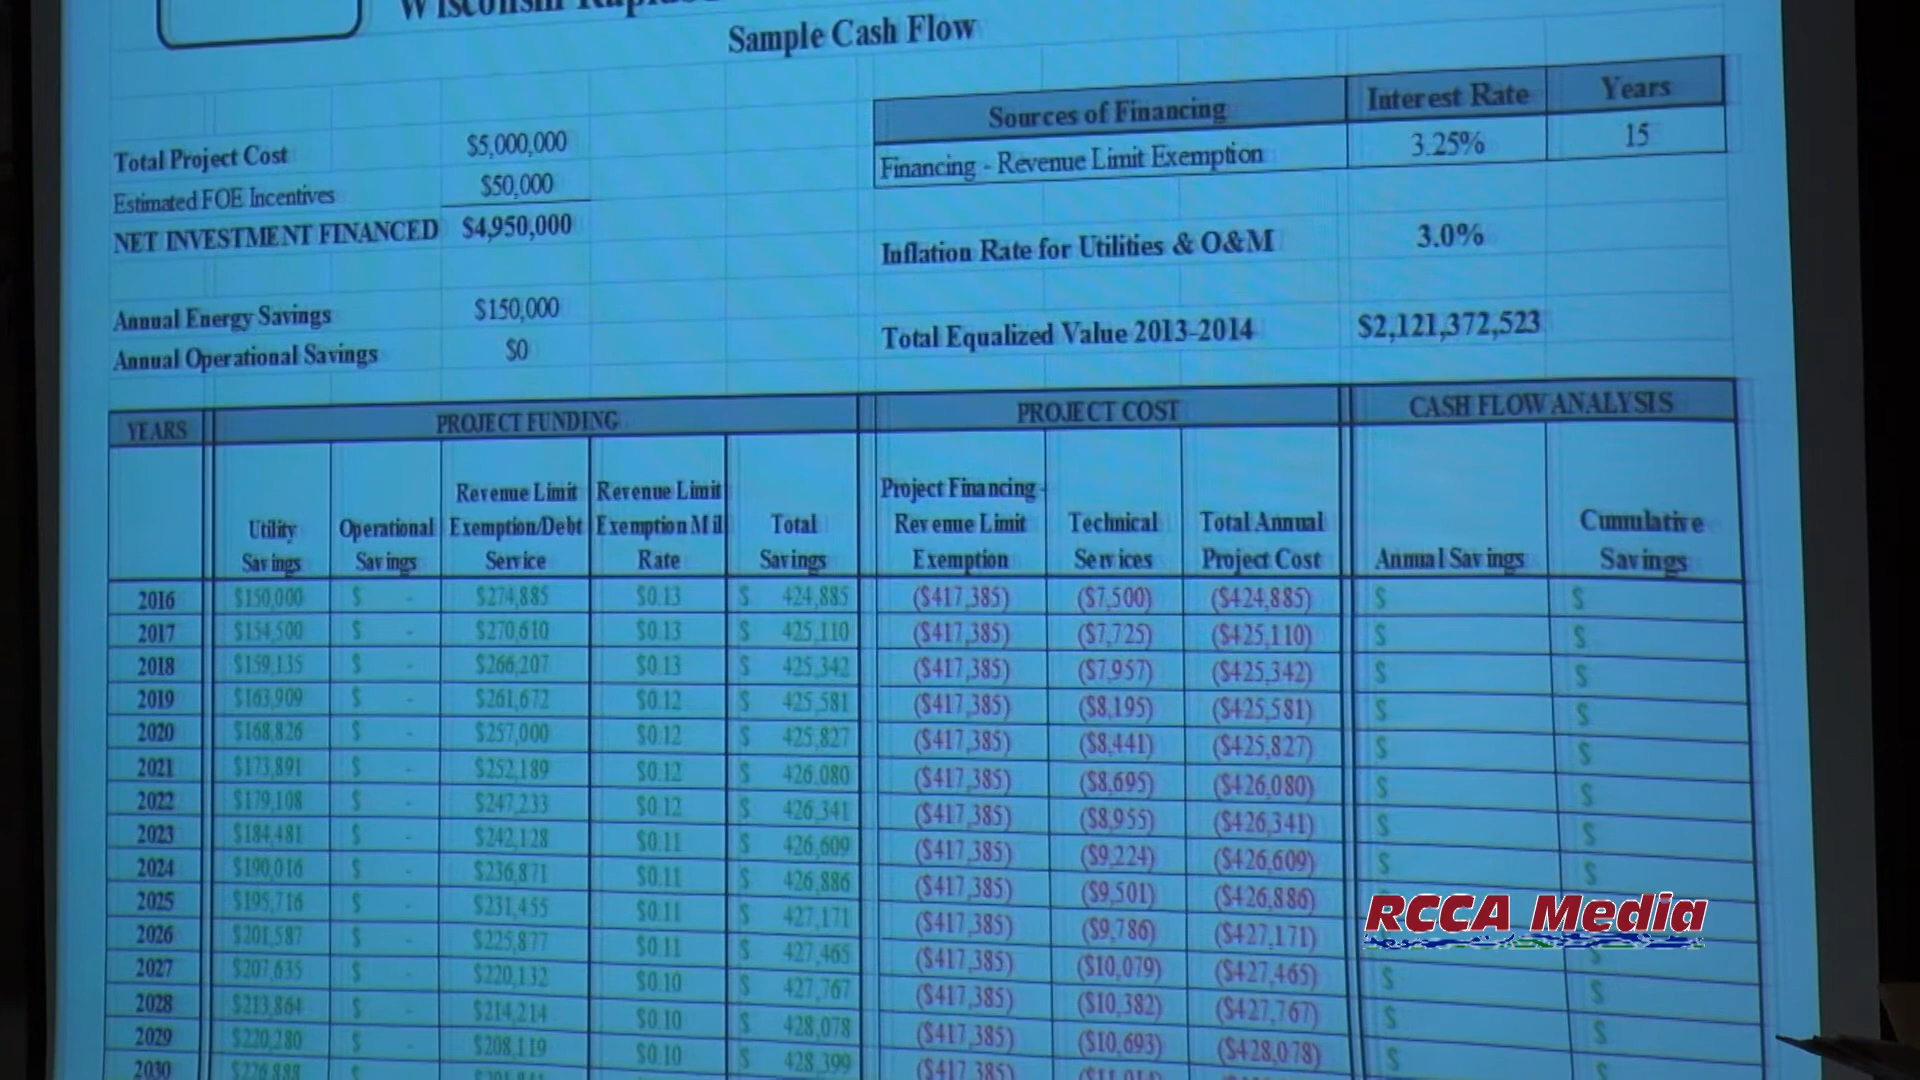 Wisconsin Rapids
Sample Cash Flow
Sources of Financing Interest Rate Years
Financing - Revenue Limit Exemption 3.25% 15
Total Project Cost $5,000,000
Estimated FOE Incentives $50,000
NET INVESTMENT FINANCED $4,950,000
Inflation Rate for Utilities & O&M 3.0%
Annual Energy Savings $150,000
Annual Operational Savings $0
Total Equalized Value 2013-2014 $2,121,372,523
YEARS PROJECT FUNDING PROJECT COST CASH FLOW ANALYSIS
Utility Savings Operational Savings Revenue Limit Exemption/Debt Service Revenue Limit Exemption Mil Rate Total Savings Project Financing - Revenue Limit Exemption Technical Services Total Annual Project Cost Annual Savings Cumulative Savings
2016 $150,000 $ - $274,885 $0.13 $ 424,885 ($417,385) ($7,500) ($424,885) $ $
2017 $154,500 $ - $270,610 $0.13 $ 425,110 ($417,385) ($7,725) ($425,110) $ $
2018 $159,135 $ - $266,207 $0.13 $ 425,342 ($417,385) ($7,957) ($425,342) $ $
2019 $163,909 $ - $261,672 $0.12 $ 425,581 ($417,385) ($8,195) ($425,581) $ $
2020 $168,826 $ - $257,000 $0.12 $ 425,827 ($417,385) ($8,441) ($425,827) $ $
2021 $173,891 $ - $252,189 $0.12 $ 426,080 ($417,385) ($8,695) ($426,080) $ $
2022 $179,108 $ - $247,233 $0.12 $ 426,341 ($417,385) ($8,955) ($426,341) $ $
2023 $184,481 $ - $242,128 $0.11 $ 426,609 ($417,385) ($9,224) ($426,609) $ $
2024 $190,016 $ - $236,871 $0.11 $ 426,886 ($417,385) ($9,501) ($426,886) $
2025 $195,716 $ - $231,455 $0.11 $ 427,171 ($417,385) ($9,786) ($427,171)
2026 $201,587 $ - $225,877 $0.11 $ 427,465 ($417,385) ($10,079) ($427,465) $ $
2027 $207,635 $ - $220,132 $0.10 $ 427,767 ($417,385) ($10,382) ($427,767) $ $
2028 $213,864 $ - $214,214 $0.10 $ 428,078 ($417,385) ($10,693) ($428,078) $ $
2029 $220,280 $ - $208,119 $0.10 $ 428,399 ($417,385) $
2030 $226,888
RCCA Media